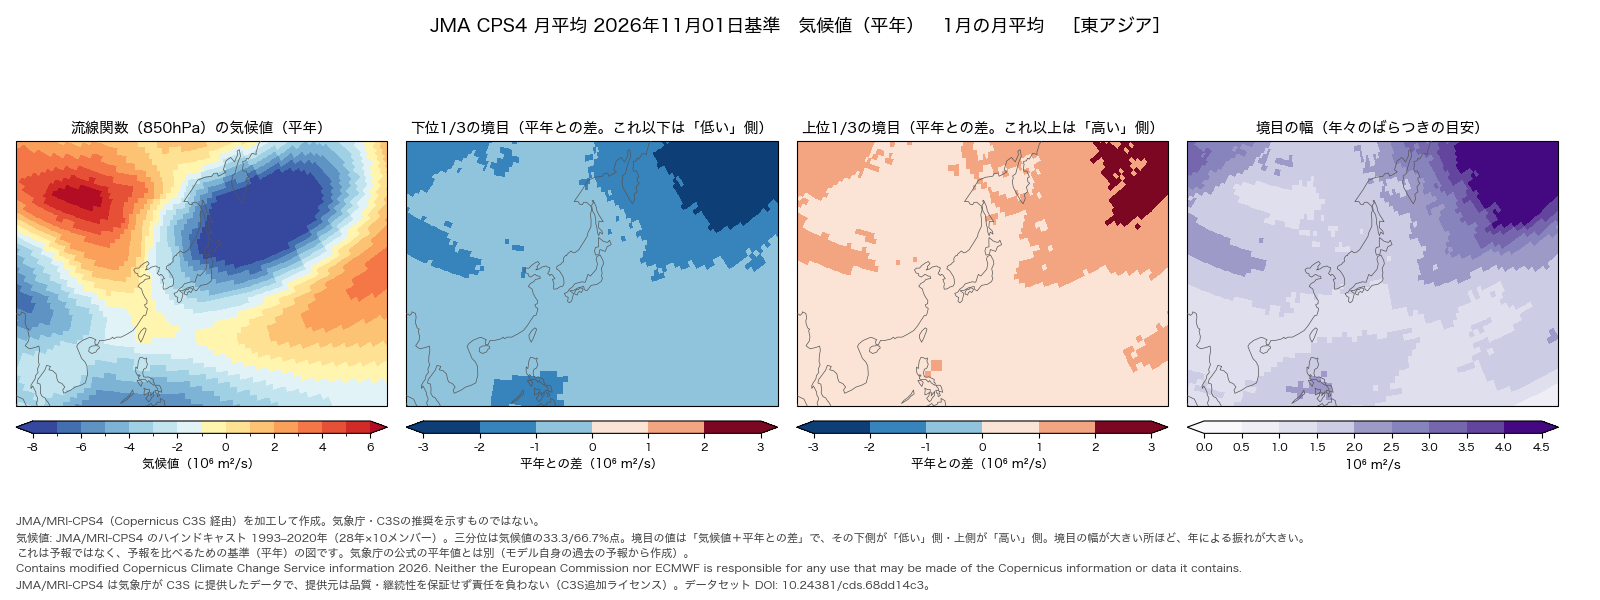 JMA CPS4 月平均 2026年11月01日基準　気候値（平年）　1月の月平均　［東アジア］
流線関数（850hPa）の気候値（平年）
下位1/3の境目（平年との差。これ以下は「低い」側）
上位1/3の境目（平年との差。これ以上は「高い」側）
境目の幅（年々のばらつきの目安）
-8 -6 -4 -2 0 2 4 6
気候値（10⁶ m²/s）
-3 -2 -1 0 1 2 3
平年との差（10⁶ m²/s）
-3 -2 -1 0 1 2 3
平年との差（10⁶ m²/s）
0.0 0.5 1.0 1.5 2.0 2.5 3.0 3.5 4.0 4.5
10⁶ m²/s
JMA/MRI-CPS4（Copernicus C3S 経由）を加工して作成。気象庁・C3Sの推奨を示すものではない。
気候値: JMA/MRI-CPS4 のハインドキャスト 1993–2020年（28年×10メンバー）。三分位は気候値の33.3/66.7%点。境目の値は「気候値＋平年との差」で、その下側が「低い」側・上側が「高い」側。境目の幅が大きい所ほど、年による振れが大きい。
これは予報ではなく、予報を比べるための基準（平年）の図です。気象庁の公式の平年値とは別（モデル自身の過去の予報から作成）。
Contains modified Copernicus Climate Change Service information 2026. Neither the European Commission nor ECMWF is responsible for any use that may be made of the Copernicus information or data it contains.
JMA/MRI-CPS4 は気象庁が C3S に提供したデータで、提供元は品質・継続性を保証せず責任を負わない（C3S追加ライセンス）。データセット DOI: 10.24381/cds.68dd14c3。